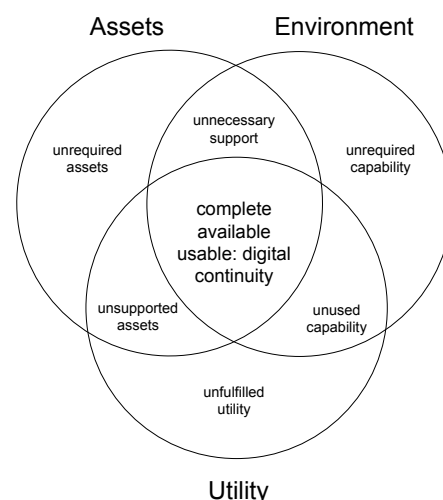 Assets
Environment
unnecessary
support
unrequired
assets
unrequired
capability
complete
available
usable: digital
continuity
unsupported
assets
unused
capability
unfulfilled
utility
Utility